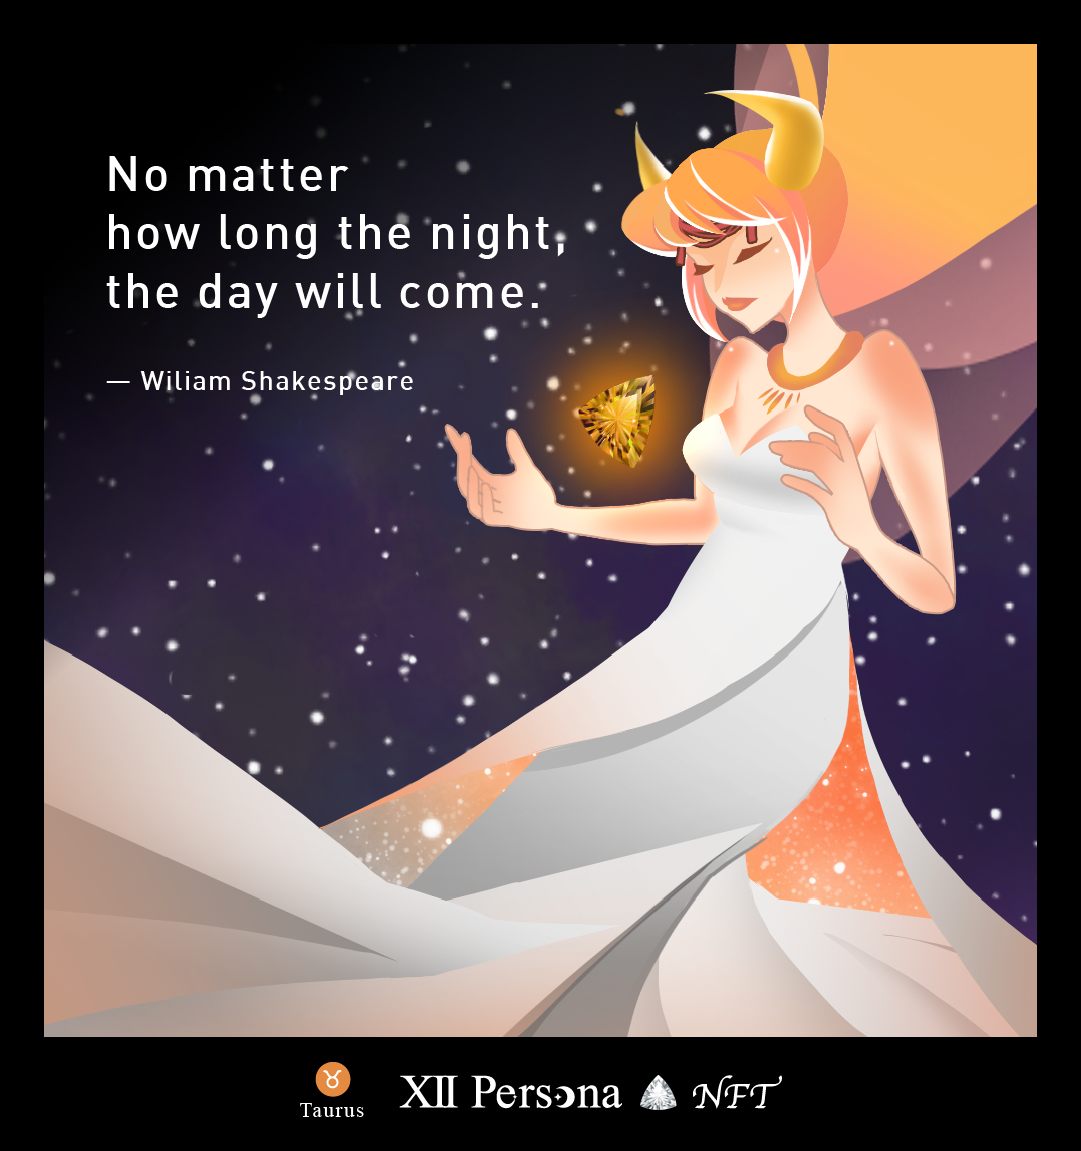 No matter
how long the night,
the day will come.
— Wiliam Shakespeare
Taurus
XII Persona NFT